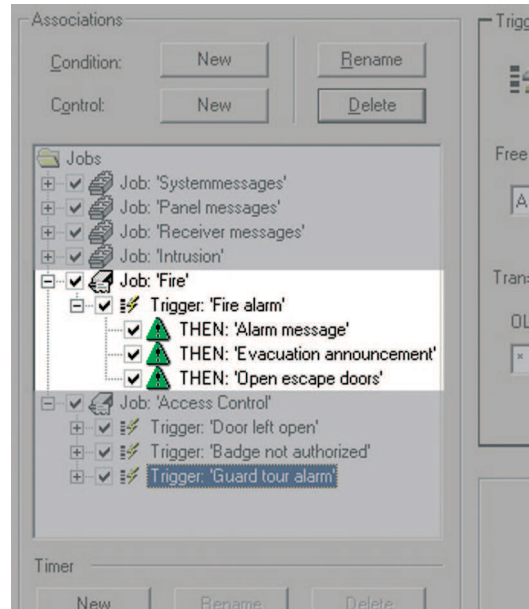 Associations
Trigg
Condition:
New
Rename
Control:
New
Delete
Free
A
Jobs
Job: 'Systemmessages'
Job: 'Panel messages'
Job: 'Receiver messages'
Job: 'Intrusion'
Job: 'Fire'
Trans
Trigger: 'Fire alarm'
OL
THEN: 'Alarm message'
THEN: 'Evacuation announcement'
*
THEN: 'Open escape doors'
Job: 'Access Control'
Trigger: 'Door left open'
Trigger: 'Badge not authorized'
Trigger: 'Guard tour alarm'
Timer
New
Rename
Delete